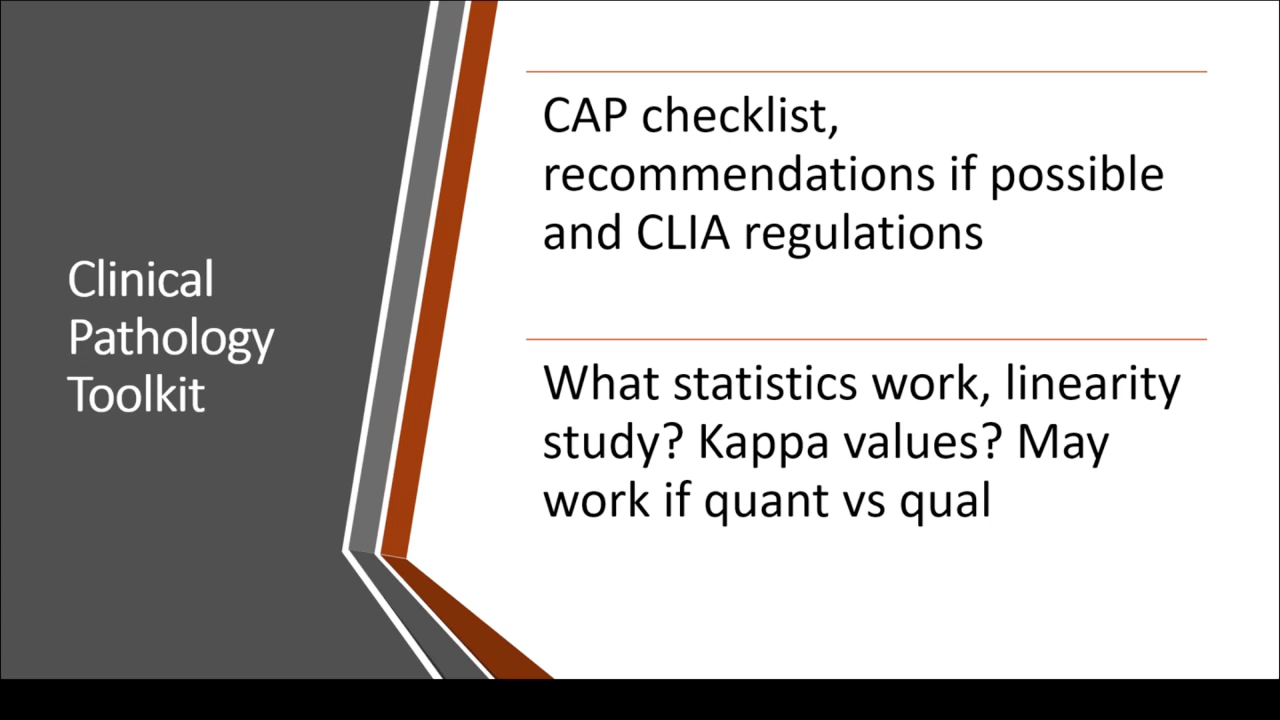 Clinical
Pathology
Toolkit
CAP checklist,
recommendations if possible
and CLIA regulations
What statistics work, linearity
study? Kappa values? May
work if quant vs qual